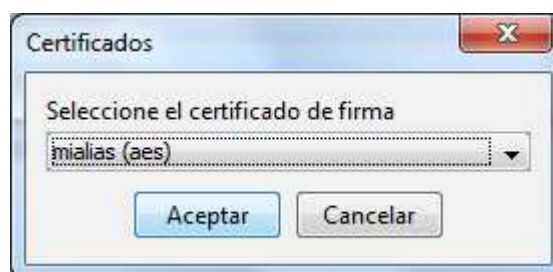 Certificados
Seleccione el certificado de firma
mialias (aes)
Aceptar Cancelar